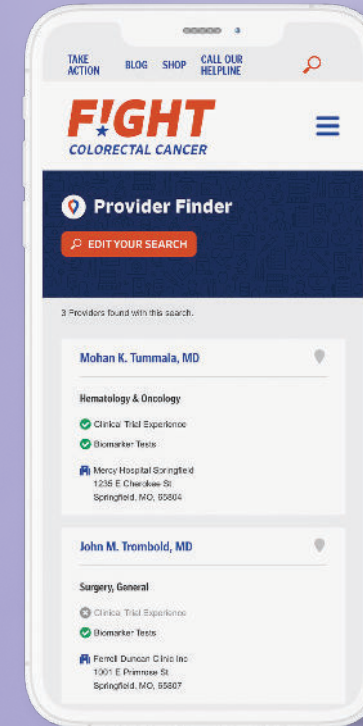 TAKE ACTION BLOG SHOP CALL OUR HELPLINE
F!GHT
COLORECTAL CANCER
Provider Finder
EDIT YOUR SEARCH
3 Providers found with this search.
Mohan K. Tummala, MD
Hematology & Oncology
Clinical Trial Experience
Biomarker Tests
Mercy Hospital Springfield
1235 E Cherokee St
Springfield, MO, 65804
John M. Trombold, MD
Surgery, General
Clinical Trial Experience
Biomarker Tests
Ferrell Duncan Clinic Inc
1001 E Primrose St
Springfield, MO, 65807